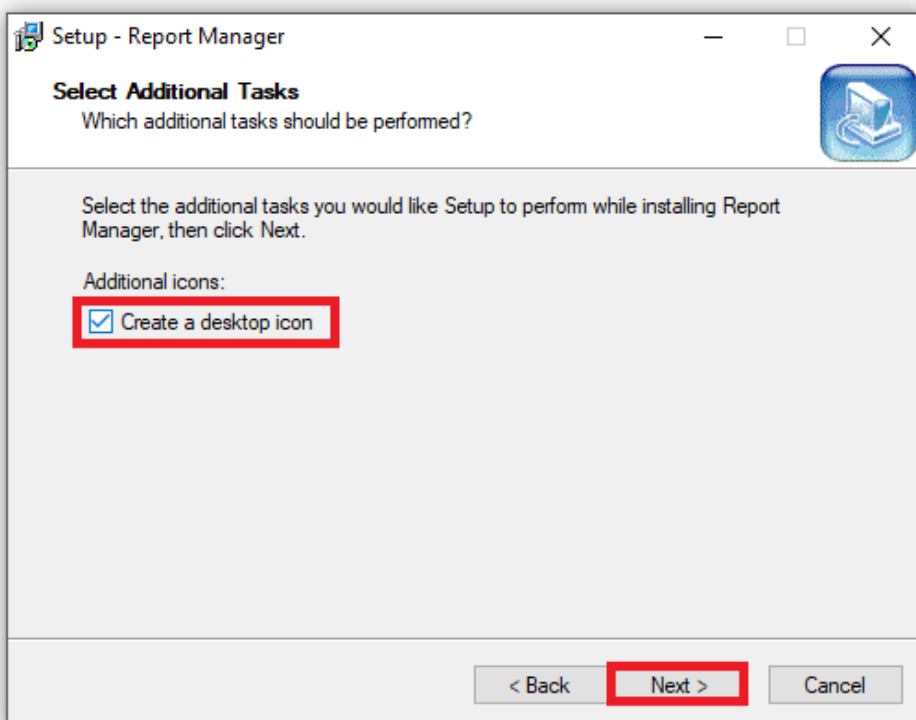 Setup - Report Manager
Select Additional Tasks
Which additional tasks should be performed?
Select the additional tasks you would like Setup to perform while installing Report
Manager, then click Next.
Additional icons:
Create a desktop icon
< Back
Next >
Cancel